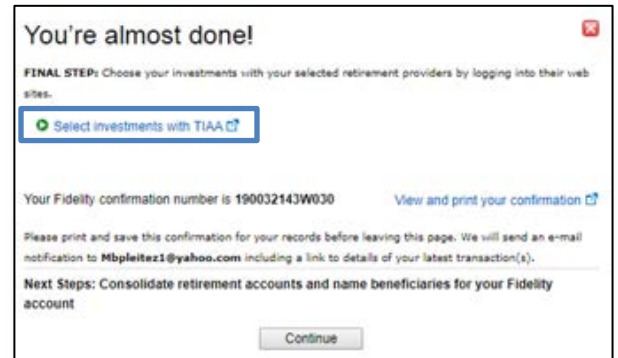 You're almost done!
FINAL STEP: Choose your investments with your selected retirement providers by logging into their web
sites.
Select investments with TIAA
Your Fidelity confirmation number is 190032143W030 View and print your confirmation
Please print and save this confirmation for your records before leaving this page. We will send an e-mail
notification to Mbpleitez1@yahoo.com including a link to details of your latest transaction(s).
Next Steps: Consolidate retirement accounts and name beneficiaries for your Fidelity
account
Continue